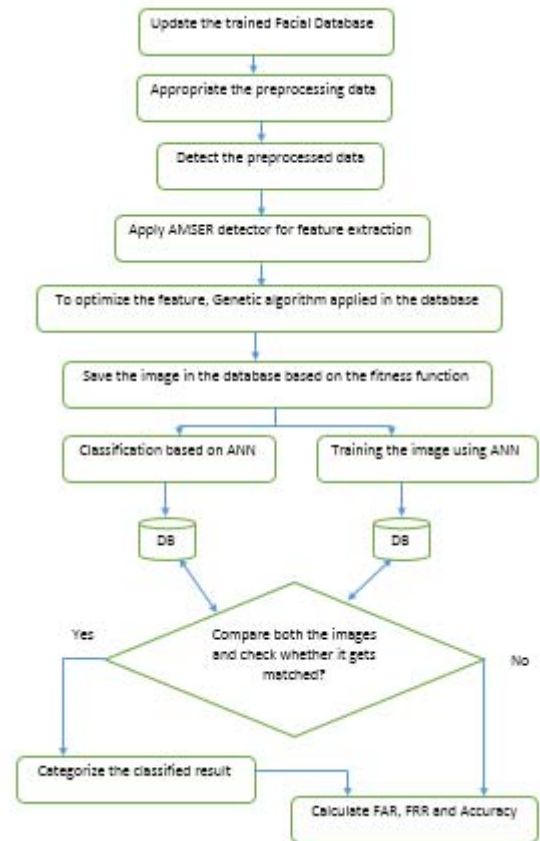 Update the trained Facial Database
Appropriate the preprocessing data
Detect the preprocessed data
Apply AMSER detector for feature extraction
To optimize the feature, Genetic algorithm applied in the database
Save the image in the database based on the fitness function
Classification based on ANN
Training the image using ANN
DB
DB
Compare both the images
and check whether it gets
matched?
Yes
No
Categorize the classified result
Calculate FAR, FRR and Accuracy